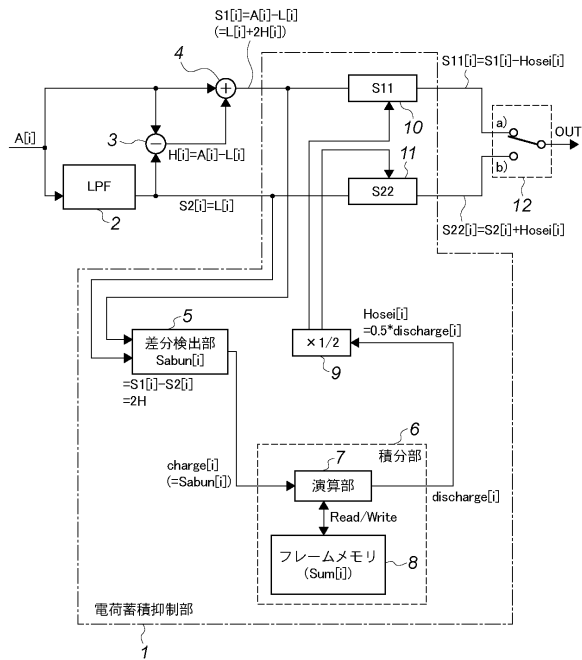 S1[i]=A[i]-L[i]
(=L[i]+2H[i])
4
S11[i]=S1[i]-Hosei[i]
S11
10
A[i]
3
H[i]=A[i]-L[i]
a)
OUT
b)
12
11
LPF
2
S2[i]=L[i]
S22
S22[i]=S2[i]+Hosei[i]
5
差分検出部
Sabun[i]
=S1[i]-S2[i]
=2H
Hosei[i]
=0.5*discharge[i]
×1/2
9
6
積分部
charge[i]
(=Sabun[i])
7
演算部
discharge[i]
Read/Write
フレームメモリ
(Sum[i])
8
電荷蓄積抑制部
1